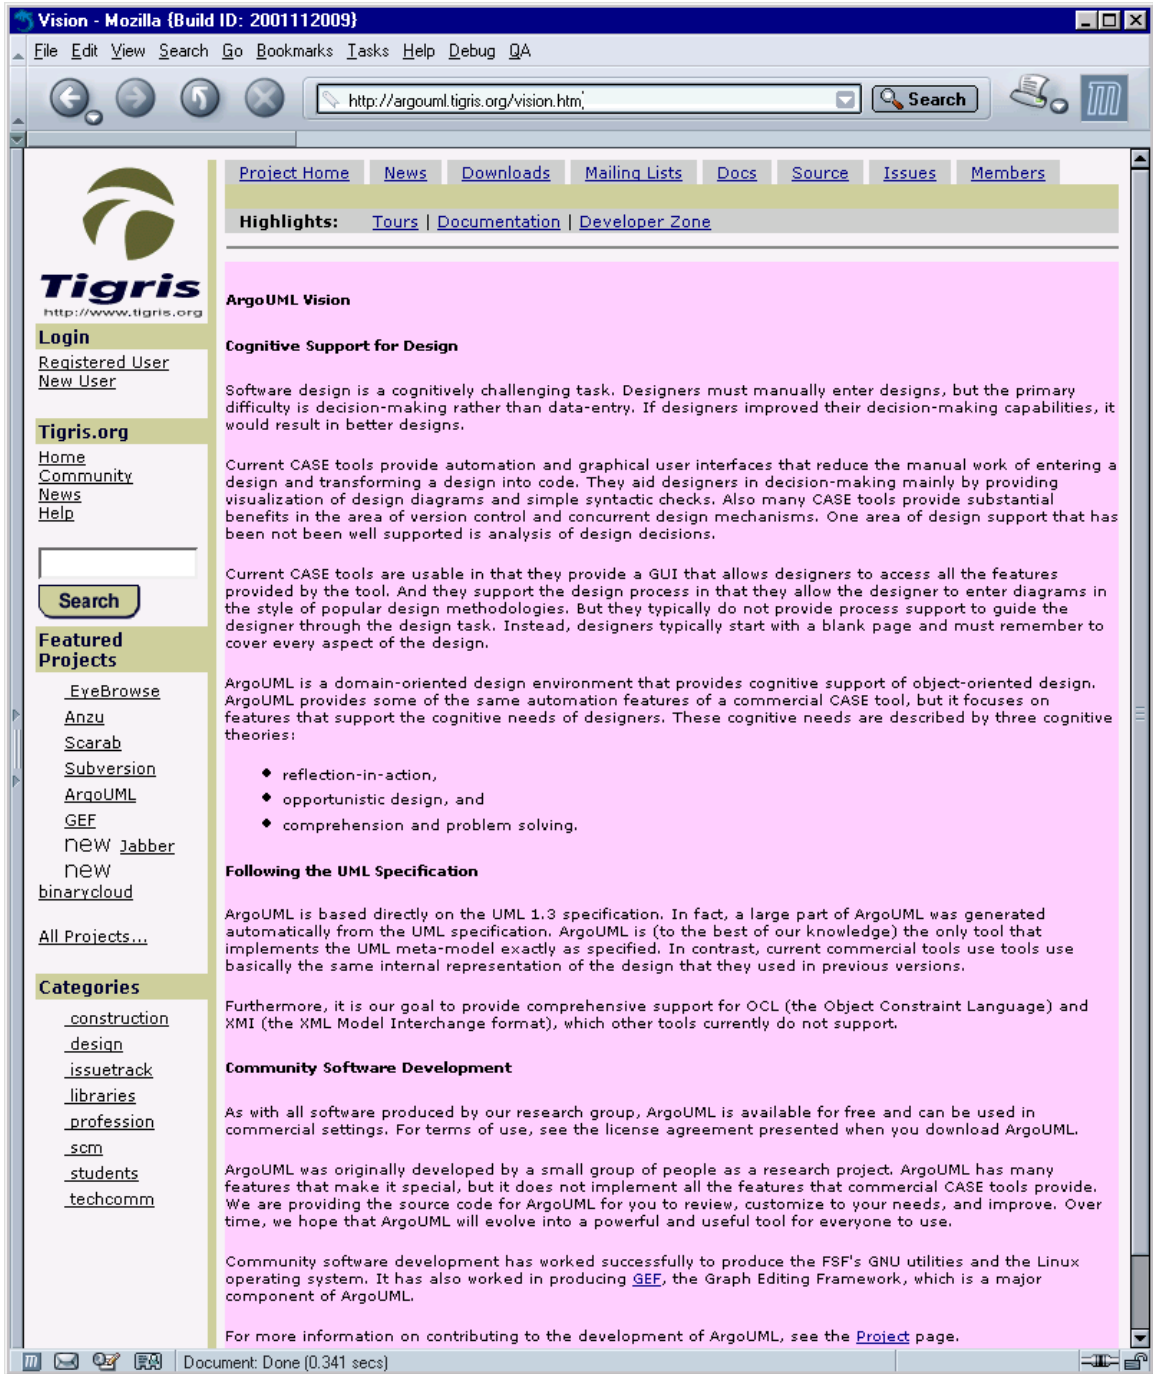 Vision - Mozilla {Build ID: 2001112009}
File Edit View Search Go Bookmarks Tasks Help Debug QA
http://argouml.tigris.org/vision.htm
Search
Project Home News Downloads Mailing Lists Docs Source Issues Members
Highlights: Tours | Documentation | Developer Zone
Tigris
http://www.tigris.org
Login
Registered User
New User
Tigris.org
Home
Community
News
Help
Search
Featured
Projects
EyeBrowse
Anzu
Scarab
Subversion
ArgoUML
GEF
new Jabber
new
binarycloud
All Projects...
Categories
construction
design
issuetrack
libraries
profession
scm
students
techcomm
ArgoUML Vision
Cognitive Support for Design
Software design is a cognitively challenging task. Designers must manually enter designs, but the primary
difficulty is decision-making rather than data-entry. If designers improved their decision-making capabilities, it
would result in better designs.
Current CASE tools provide automation and graphical user interfaces that reduce the manual work of entering a
design and transforming a design into code. They aid designers in decision-making mainly by providing
visualization of design diagrams and simple syntactic checks. Also many CASE tools provide substantial
benefits in the area of version control and concurrent design mechanisms. One area of design support that has
been not been well supported is analysis of design decisions.
Current CASE tools are usable in that they provide a GUI that allows designers to access all the features
provided by the tool. And they support the design process in that they allow the designer to enter diagrams in
the style of popular design methodologies. But they typically do not provide process support to guide the
designer through the design task. Instead, designers typically start with a blank page and must remember to
cover every aspect of the design.
ArgoUML is a domain-oriented design environment that provides cognitive support of object-oriented design.
ArgoUML provides some of the same automation features of a commercial CASE tool, but it focuses on
features that support the cognitive needs of designers. These cognitive needs are described by three cognitive
theories:
• reflection-in-action,
• opportunistic design, and
• comprehension and problem solving.
Following the UML Specification
ArgoUML is based directly on the UML 1.3 specification. In fact, a large part of ArgoUML was generated
automatically from the UML specification. ArgoUML is (to the best of our knowledge) the only tool that
implements the UML meta-model exactly as specified. In contrast, current commercial tools use tools use
basically the same internal representation of the design that they used in previous versions.
Furthermore, it is our goal to provide comprehensive support for OCL (the Object Constraint Language) and
XMI (the XML Model Interchange format), which other tools currently do not support.
Community Software Development
As with all software produced by our research group, ArgoUML is available for free and can be used in
commercial settings. For terms of use, see the license agreement presented when you download ArgoUML.
ArgoUML was originally developed by a small group of people as a research project. ArgoUML has many
features that make it special, but it does not implement all the features that commercial CASE tools provide.
We are providing the source code for ArgoUML for you to review, customize to your needs, and improve. Over
time, we hope that ArgoUML will evolve into a powerful and useful tool for everyone to use.
Community software development has worked successfully to produce the FSF's GNU utilities and the Linux
operating system. It has also worked in producing GEF, the Graph Editing Framework, which is a major
component of ArgoUML.
For more information on contributing to the development of ArgoUML, see the Project page.
Document: Done (0.341 secs)